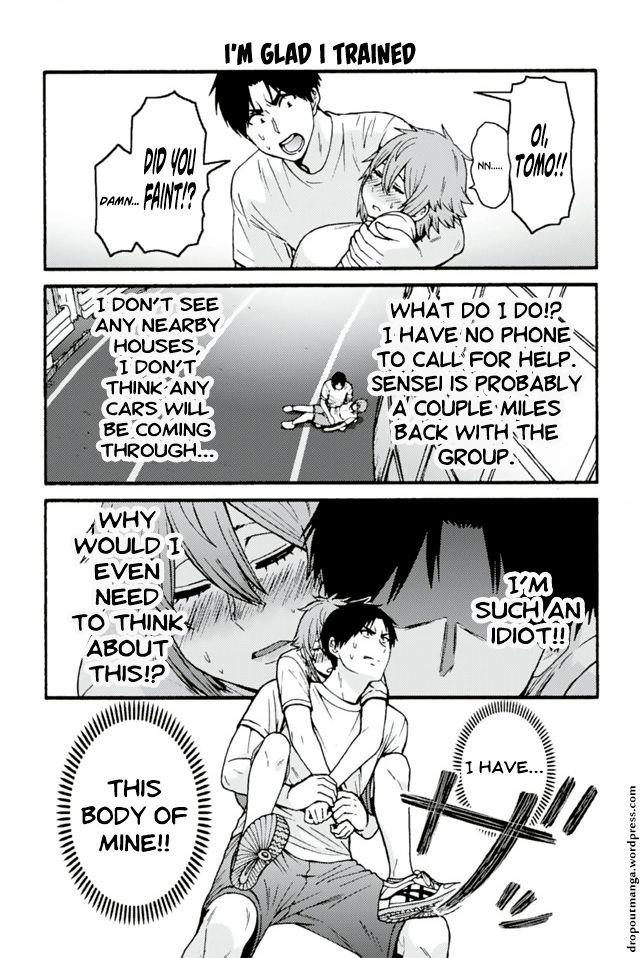 I'M GLAD I TRAINED
OI,
TOMO!!
NN.....
DID YOU
FAINT!?
DAMN...
WHAT DO I DO!?
I HAVE NO PHONE
TO CALL FOR HELP.
SENSEI IS PROBABLY
A COUPLE MILES
BACK WITH THE
GROUP.
I DON'T SEE
ANY NEARBY
HOUSES,
I DON'T
THINK ANY
CARS WILL
BE COMING
THROUGH...
I'M
SUCH AN
IDIOT!!
WHY
WOULD I
EVEN
NEED
TO THINK
ABOUT
THIS!?
I HAVE...
ザッ
THIS
BODY OF
MINE!!
dropoutmanga.wordpress.com